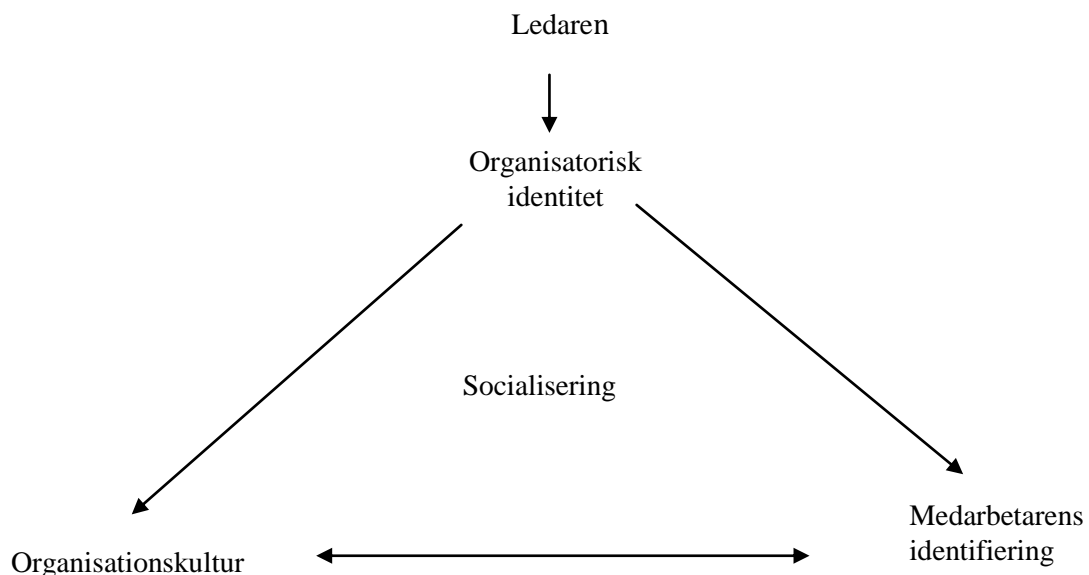 Ledaren
Organisatorisk
identitet
Socialisering
Organisationskultur
Medarbetarens
identifiering